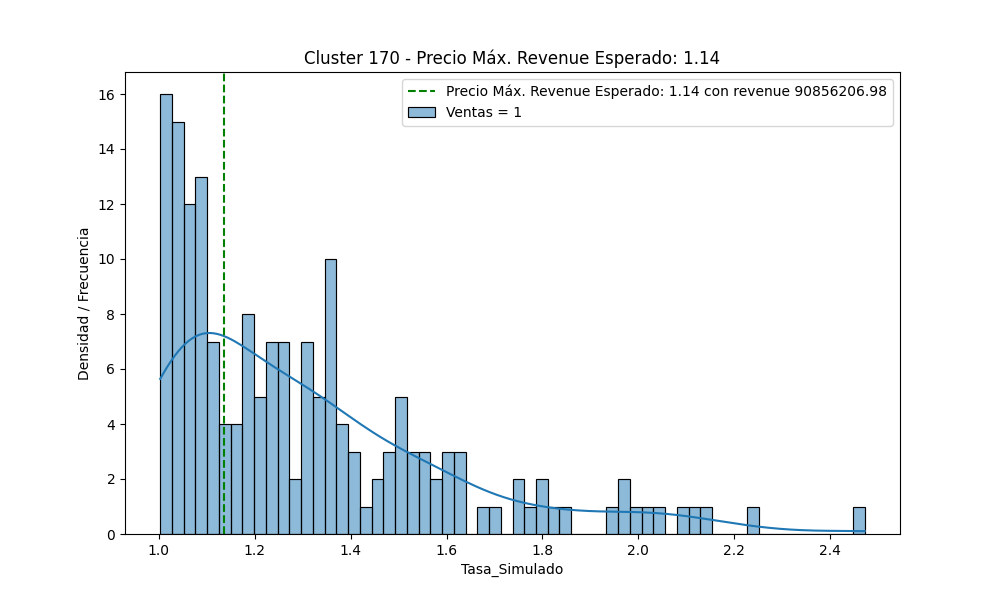 Cluster 170 - Precio Máx. Revenue Esperado: 1.14
Precio Máx. Revenue Esperado: 1.14 con revenue 90856206.98
Ventas = 1
Densidad / Frecuencia
16
14
12
10
8
6
4
2
0
1.0 1.2 1.4 1.6 1.8 2.0 2.2 2.4
Tasa_Simulado